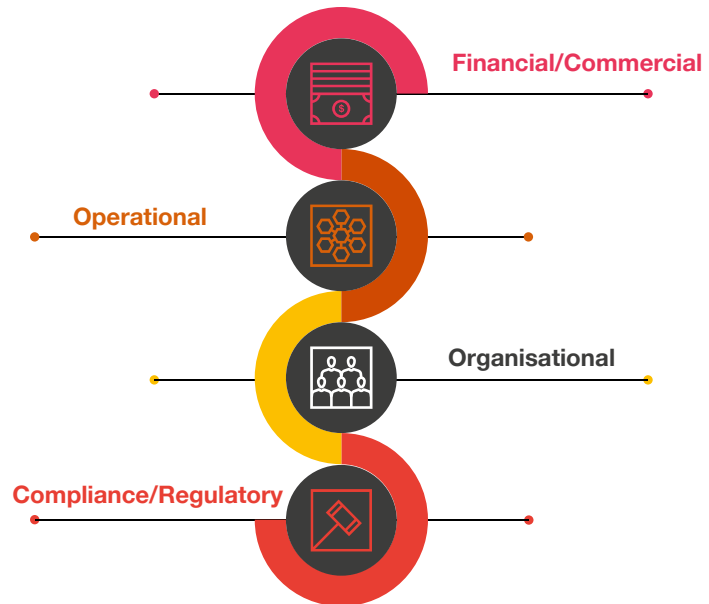 Financial/Commercial
$
Operational
Organisational
Compliance/Regulatory